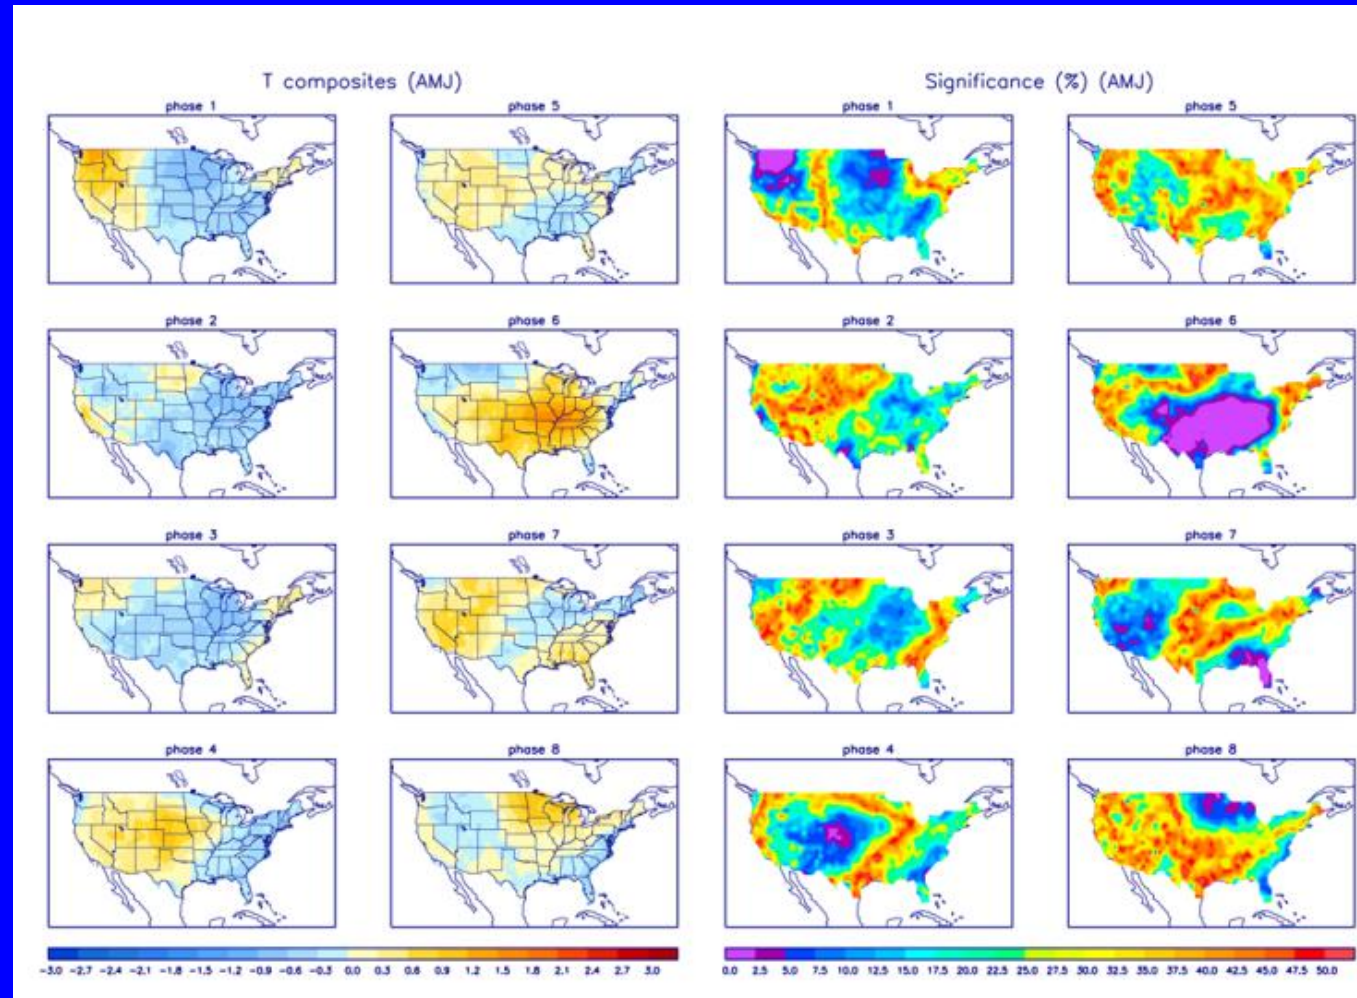 T composites (AMJ) Significance (%) (AMJ)
phase 1 phase 5 phase 1 phase 5
phase 2 phase 6 phase 2 phase 6
phase 3 phase 7 phase 3 phase 7
phase 4 phase 8 phase 4 phase 8
-3.0 -2.7 -2.4 -2.1 -1.8 -1.5 -1.2 -0.9 -0.6 -0.3 0.0 0.3 0.6 0.9 1.2 1.5 1.8 2.1 2.4 2.7 3.0 0.0 2.5 5.0 7.5 10.0 12.5 15.0 17.5 20.0 22.5 25.0 27.5 30.0 32.5 35.0 37.5 40.0 42.5 45.0 47.5 50.0